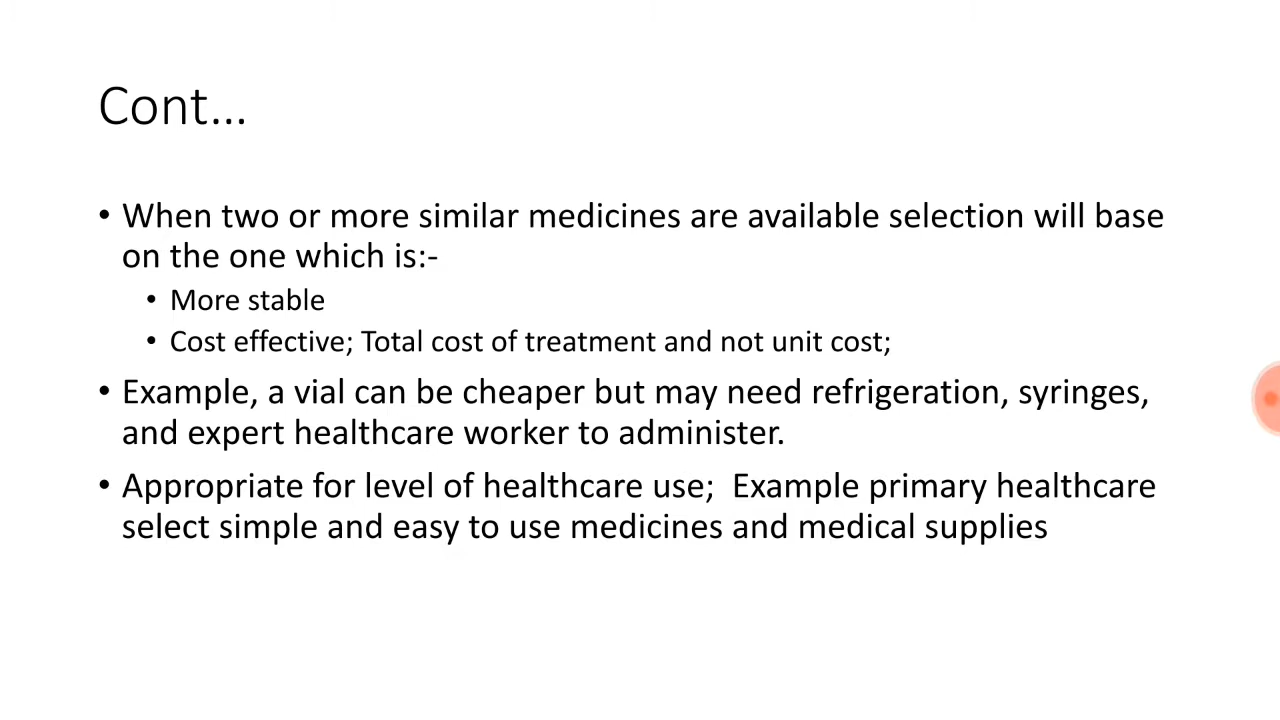 Cont...
• When two or more similar medicines are available selection will base
on the one which is:-
• More stable
• Cost effective; Total cost of treatment and not unit cost;
• Example, a vial can be cheaper but may need refrigeration, syringes,
and expert healthcare worker to administer.
• Appropriate for level of healthcare use;  Example primary healthcare
select simple and easy to use medicines and medical supplies